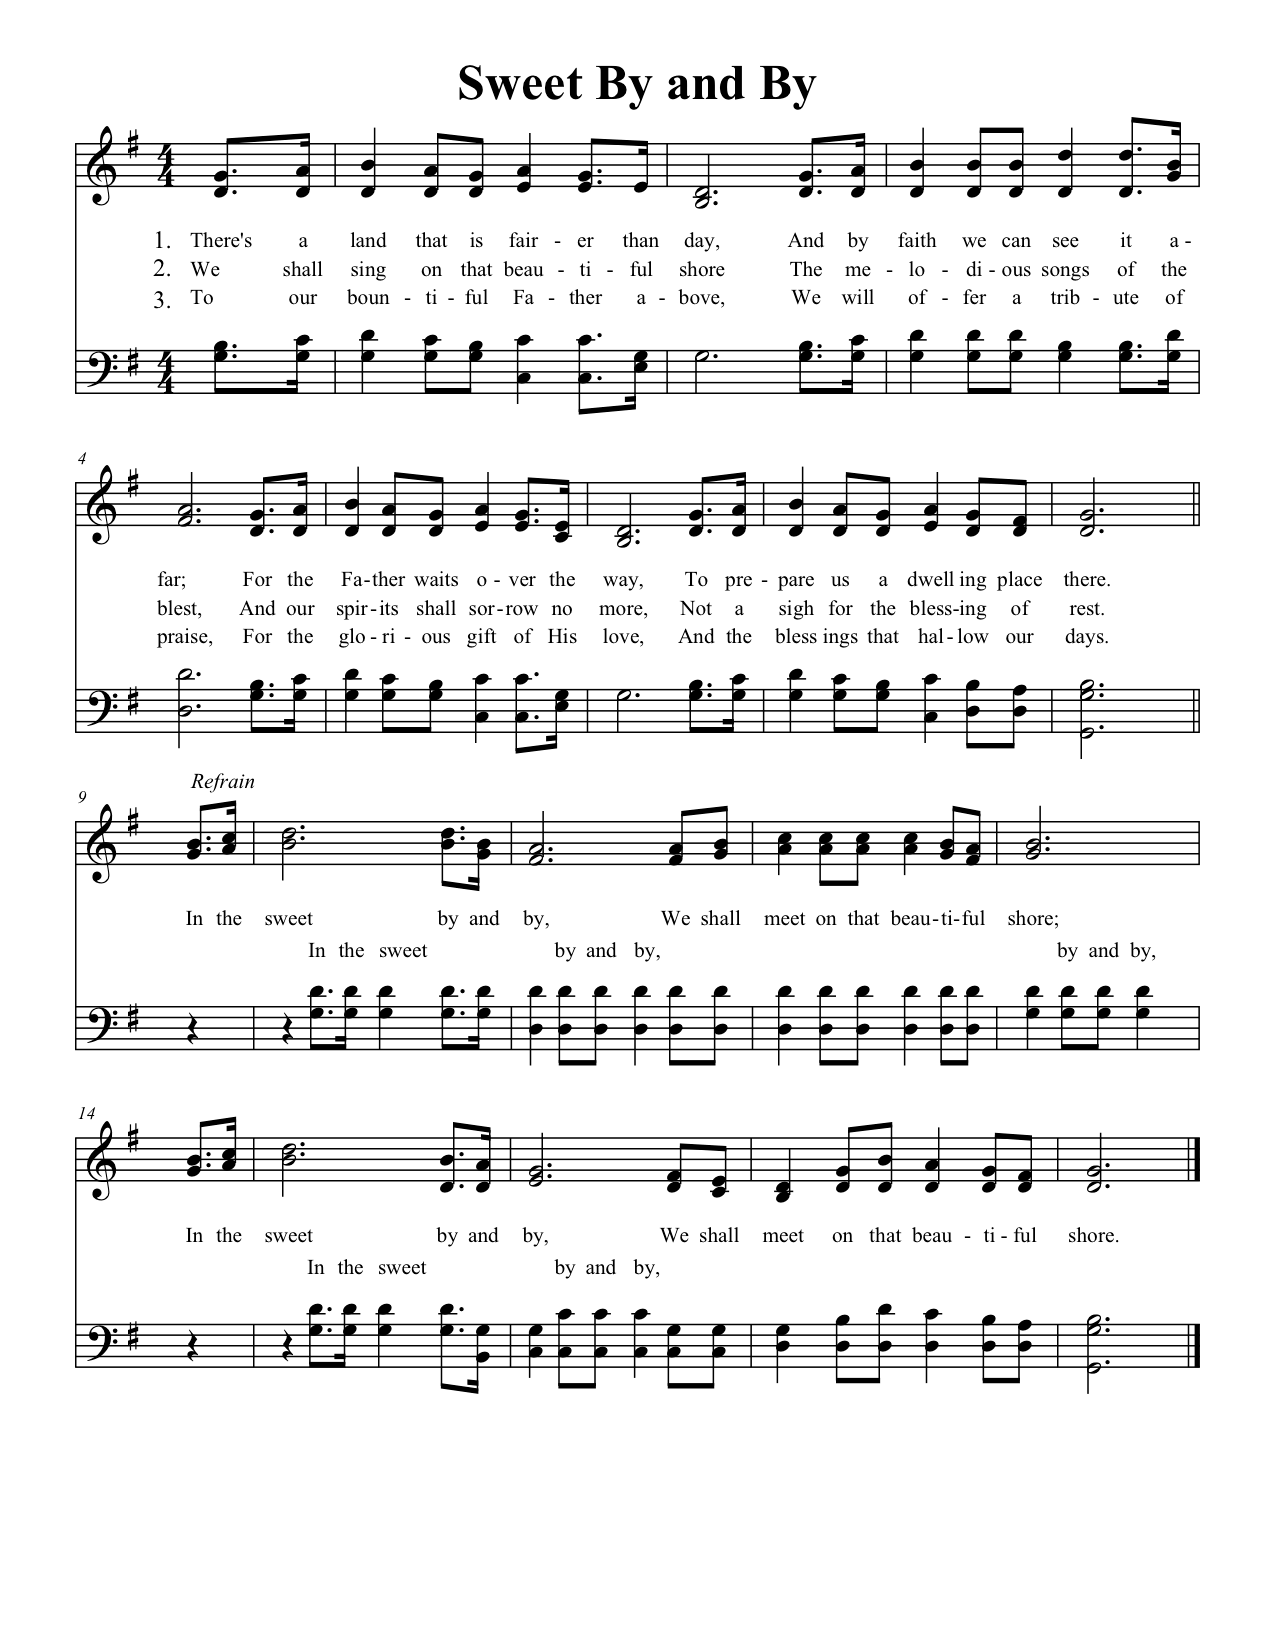 Sweet By and By
1. There's a land that is fair - er than day, And by faith we can see it a -
2. We shall sing on that beau - ti - ful shore The me - lo - di - ous songs of the
3. To our boun - ti - ful Fa - ther a - bove, We will of - fer a trib - ute of
4
far; For the Fa - ther waits o - ver the way, To pre - pare us a dwell ing place there.
blest, And our spir - its shall sor - row no more, Not a sigh for the bless - ing of rest.
praise, For the glo - ri - ous gift of His love, And the bless ings that hal - low our days.
Refrain
9
In the sweet by and by, We shall meet on that beau - ti - ful shore;
In the sweet by and by, by and by,
14
In the sweet by and by, We shall meet on that beau - ti - ful shore.
In the sweet by and by,